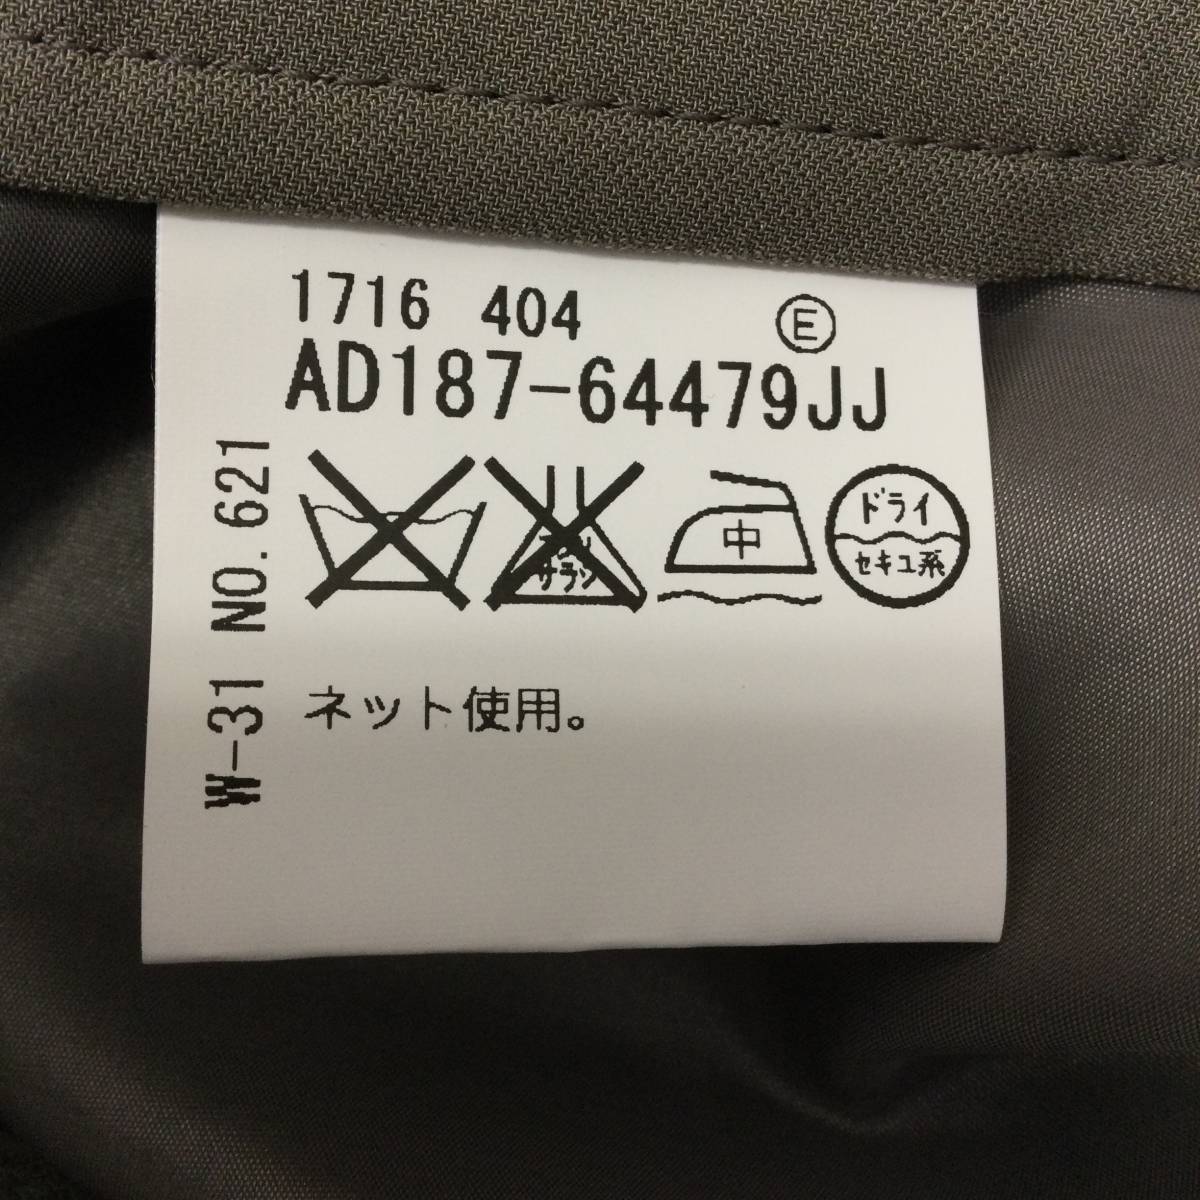 1716 404
Ⓔ
AD187-64479JJ
中
ドライ
セキユ系
ネット使用。
W-31 NO.621